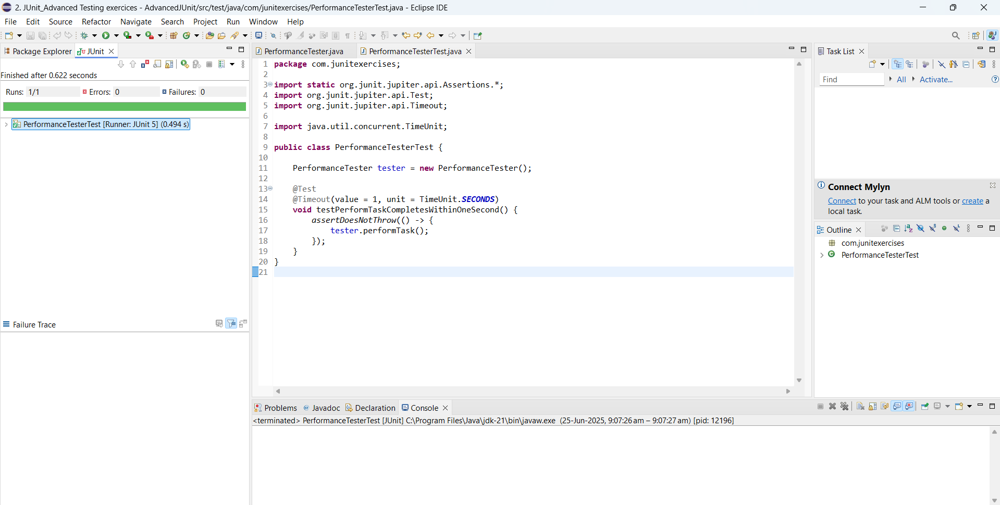 2. JUnit_Advanced Testing exercices - AdvancedJUnit/src/test/java/com/junitexercises/PerformanceTesterTest.java - Eclipse IDE
File Edit Source Refactor Navigate Search Project Run Window Help
Package Explorer JUnit
Finished after 0.622 seconds
Runs: 1/1 Errors: 0 Failures: 0
PerformanceTesterTest [Runner: JUnit 5] (0.494 s)
Failure Trace
PerformanceTester.java PerformanceTesterTest.java
1 package com.junitexercises;
2
3 import static org.junit.jupiter.api.Assertions.*;
4 import org.junit.jupiter.api.Test;
5 import org.junit.jupiter.api.Timeout;
6
7 import java.util.concurrent.TimeUnit;
8
9 public class PerformanceTesterTest {
10
11 PerformanceTester tester = new PerformanceTester();
12
13 @Test
14 @Timeout(value = 1, unit = TimeUnit.SECONDS)
15 void testPerformTaskCompletesWithinOneSecond() {
16 assertDoesNotThrow(() -> {
17 tester.performTask();
18 });
19 }
20 }
21
Task List
Find All Activate...
Connect Mylyn
Connect to your task and ALM tools or create a
local task.
Outline
com.junitexercises
PerformanceTesterTest
Problems Javadoc Declaration Console
<terminated> PerformanceTesterTest [JUnit] C:\Program Files\Java\jdk-21\bin\javaw.exe (25-Jun-2025, 9:07:26 am – 9:07:27 am) [pid: 12196]